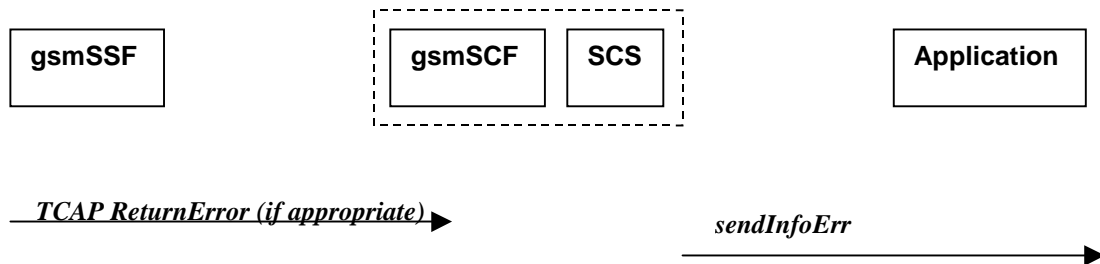 gsmSSF
gsmSCF
SCS
Application
TCAP ReturnError (if appropriate)
sendInfoErr